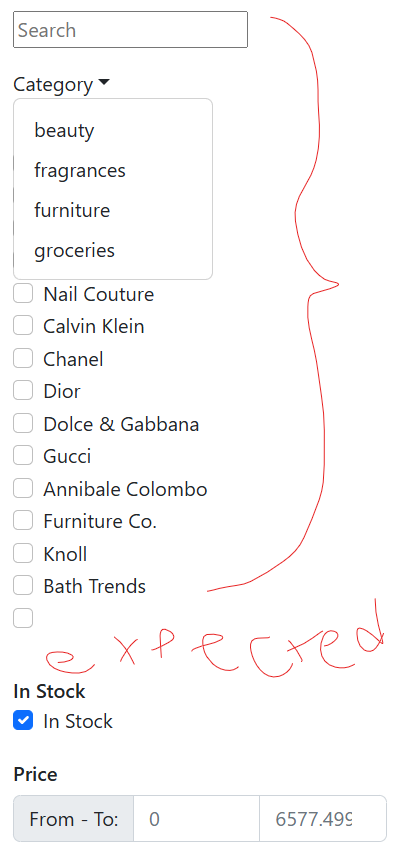 Search
Category
beauty
fragrances
furniture
groceries
Nail Couture
Calvin Klein
Chanel
Dior
Dolce & Gabbana
Gucci
Annibale Colombo
Furniture Co.
Knoll
Bath Trends
expected
In Stock
In Stock
Price
From - To: 0 6577.499